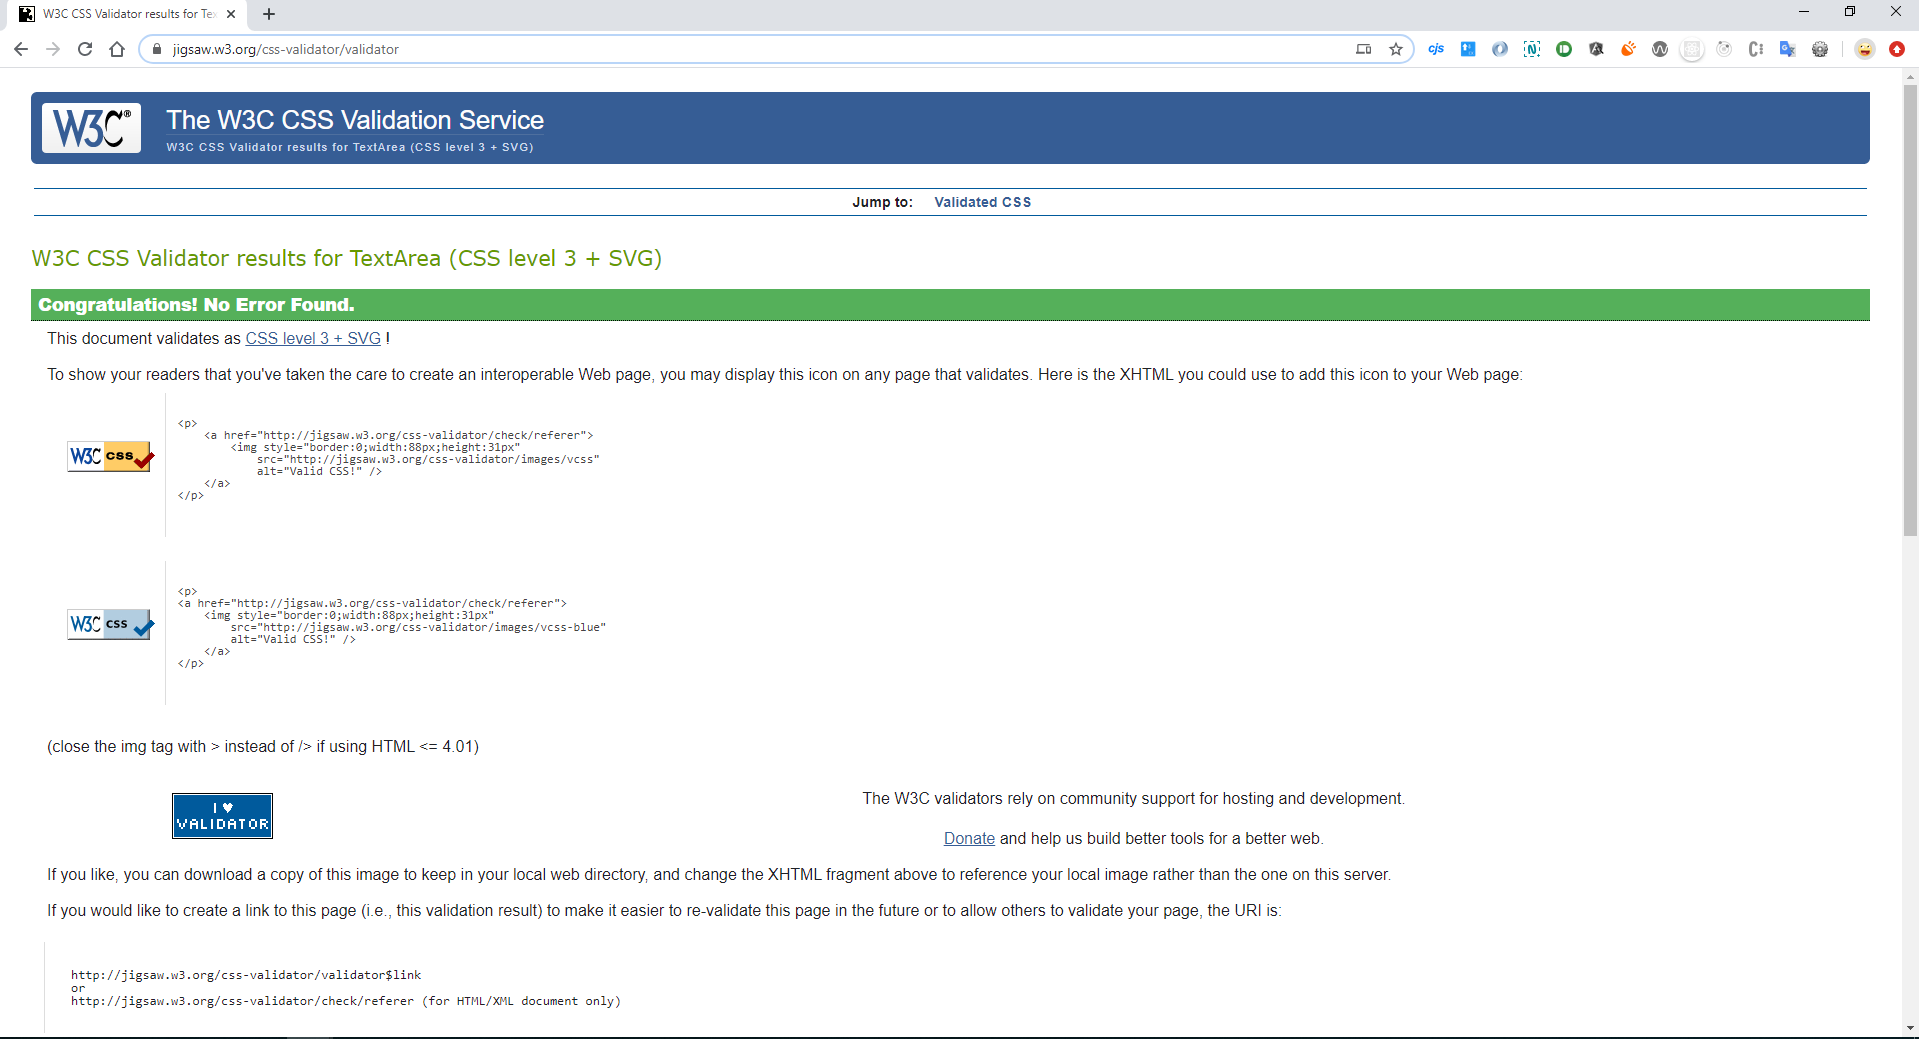 W3C CSS Validator results for Te
jigsaw.w3.org/css-validator/validator
cjs
W3C®
The W3C CSS Validation Service
W3C CSS Validator results for TextArea (CSS level 3 + SVG)
Jump to: Validated CSS
W3C CSS Validator results for TextArea (CSS level 3 + SVG)
Congratulations! No Error Found.
This document validates as CSS level 3 + SVG !
To show your readers that you've taken the care to create an interoperable Web page, you may display this icon on any page that validates. Here is the XHTML you could use to add this icon to your Web page:
W3C css
<p>
<a href="http://jigsaw.w3.org/css-validator/check/referer">
<img style="border:0;width:88px;height:31px"
src="http://jigsaw.w3.org/css-validator/images/vcss"
alt="Valid CSS!" />
</a>
</p>
W3C css
<p>
<a href="http://jigsaw.w3.org/css-validator/check/referer">
<img style="border:0;width:88px;height:31px"
src="http://jigsaw.w3.org/css-validator/images/vcss-blue"
alt="Valid CSS!" />
</a>
</p>
(close the img tag with > instead of /> if using HTML <= 4.01)
I ♥
VALIDATOR
The W3C validators rely on community support for hosting and development.
Donate and help us build better tools for a better web.
If you like, you can download a copy of this image to keep in your local web directory, and change the XHTML fragment above to reference your local image rather than the one on this server.
If you would like to create a link to this page (i.e., this validation result) to make it easier to re-validate this page in the future or to allow others to validate your page, the URI is:
http://jigsaw.w3.org/css-validator/validator$link
or
http://jigsaw.w3.org/css-validator/check/referer (for HTML/XML document only)